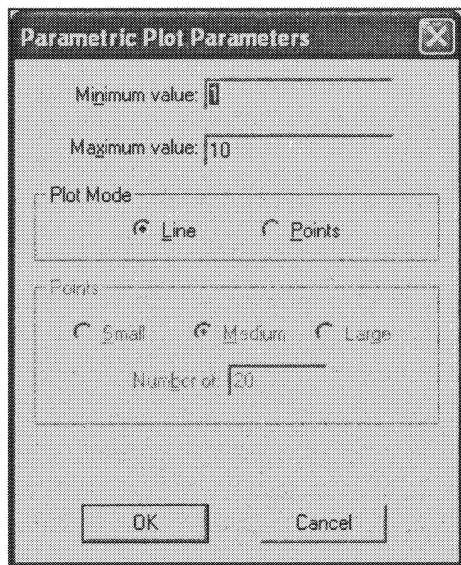 Parametric Plot Parameters
Minimum value: 1
Maximum value: 10
Plot Mode
Line Points
Points
Small Medium Large
Number of: 20
OK Cancel